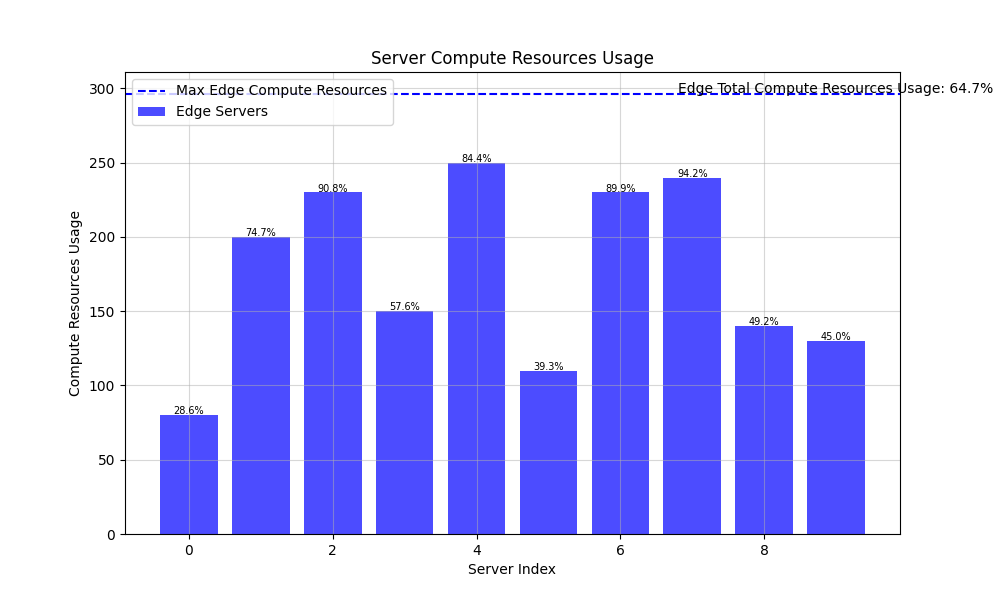 Server Compute Resources Usage
Max Edge Compute Resources
Edge Servers
Edge Total Compute Resources Usage: 64.7%
300
250
200
150
100
50
0
Compute Resources Usage
28.6%
74.7%
90.8%
57.6%
84.4%
39.3%
89.9%
94.2%
49.2%
45.0%
0 2 4 6 8
Server Index